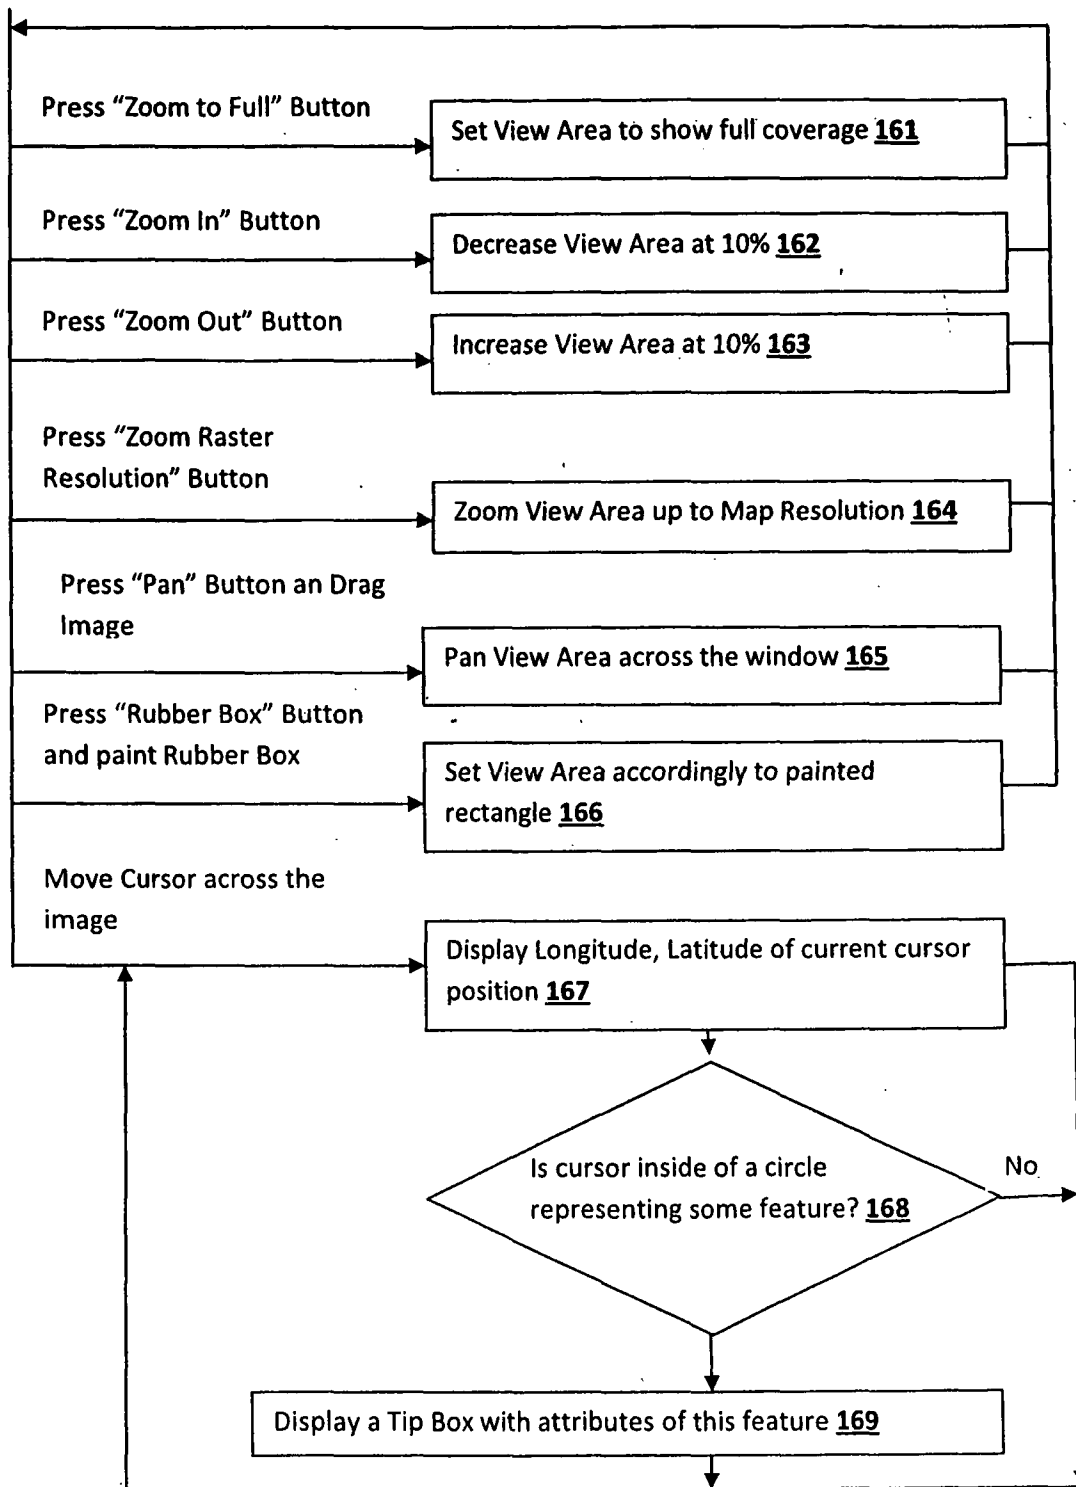 Press “Zoom to Full” Button
Set View Area to show full coverage 161
Press “Zoom In” Button
Decrease View Area at 10% 162
Press “Zoom Out” Button
Increase View Area at 10% 163
Press “Zoom Raster
Resolution” Button
Zoom View Area up to Map Resolution 164
Press “Pan” Button an Drag
Image
Pan View Area across the window 165
Press “Rubber Box” Button
and paint Rubber Box
Set View Area accordingly to painted
rectangle 166
Move Cursor across the
image
Display Longitude, Latitude of current cursor
position 167
Is cursor inside of a circle
representing some feature? 168
No
Display a Tip Box with attributes of this feature 169